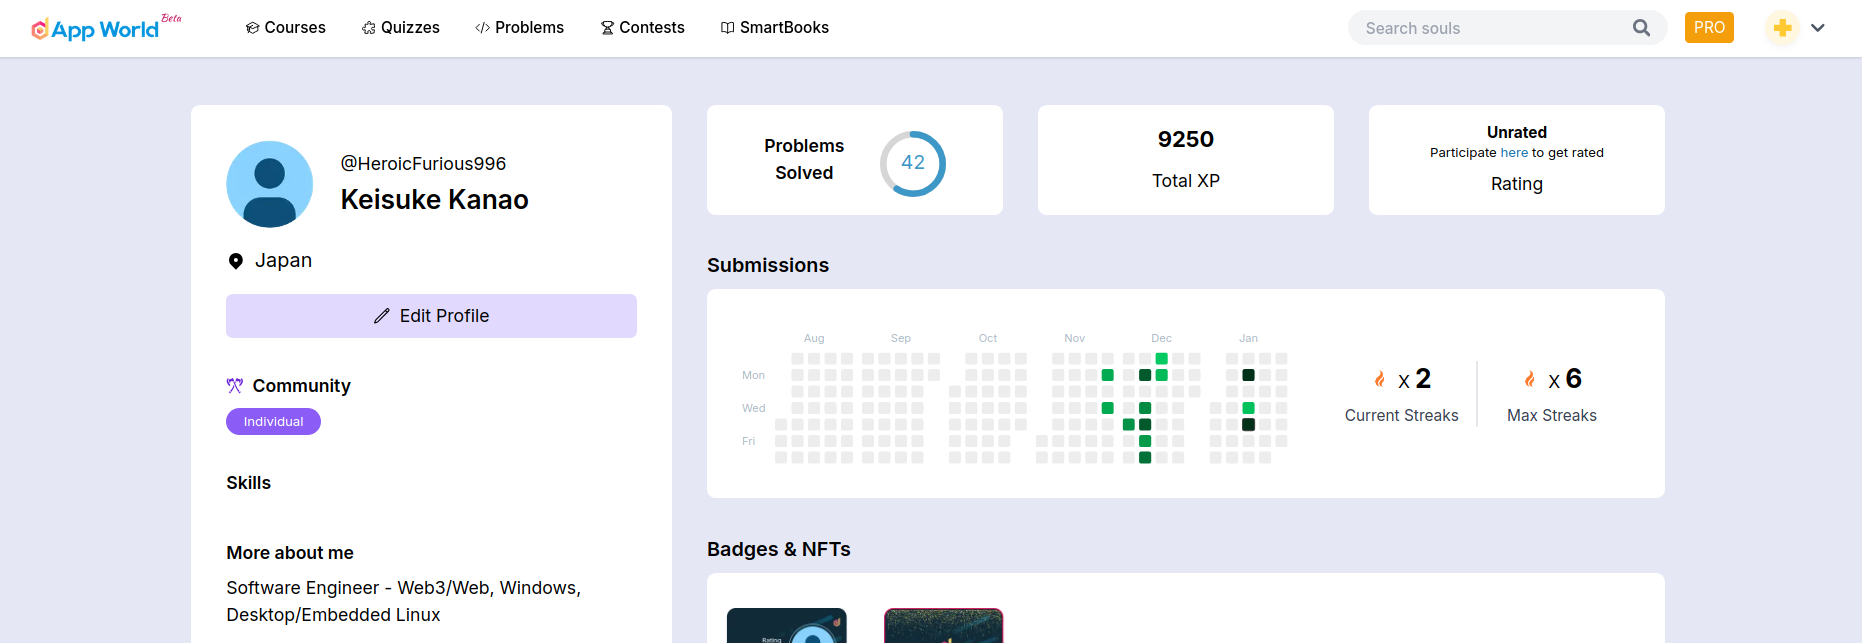 App World Beta
Courses
Quizzes
Problems
Contests
SmartBooks
Search souls
PRO
@HeroicFurious996
Keisuke Kanao
Japan
Edit Profile
Community
Individual
Skills
More about me
Software Engineer - Web3/Web, Windows,
Desktop/Embedded Linux
Problems
Solved
42
9250
Total XP
Unrated
Participate here to get rated
Rating
Submissions
Aug Sep Oct Nov Dec Jan
Mon
Wed
Fri
X 2
Current Streaks
X 6
Max Streaks
Badges & NFTs
Rating